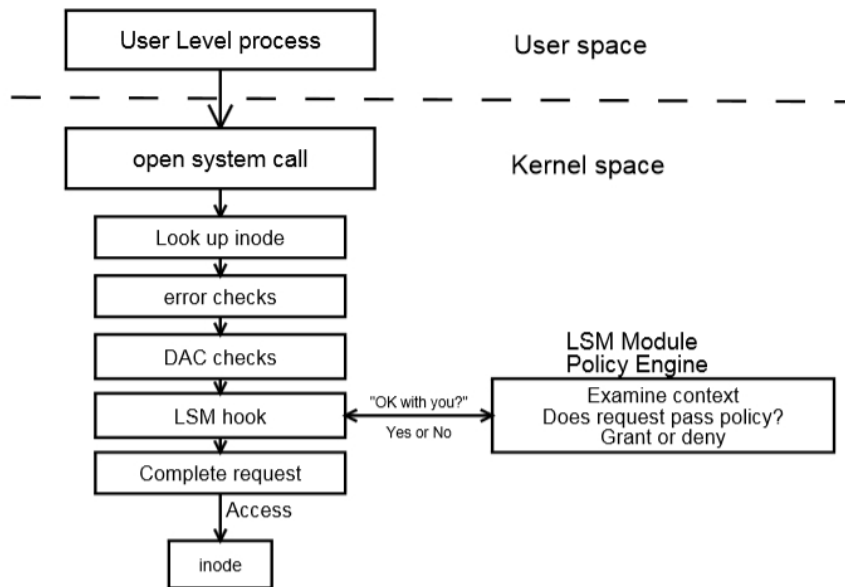 User Level process
User space
open system call
Kernel space
Look up inode
error checks
DAC checks
LSM Module
Policy Engine
LSM hook
"OK with you?"
Yes or No
Examine context
Does request pass policy?
Grant or deny
Complete request
Access
inode